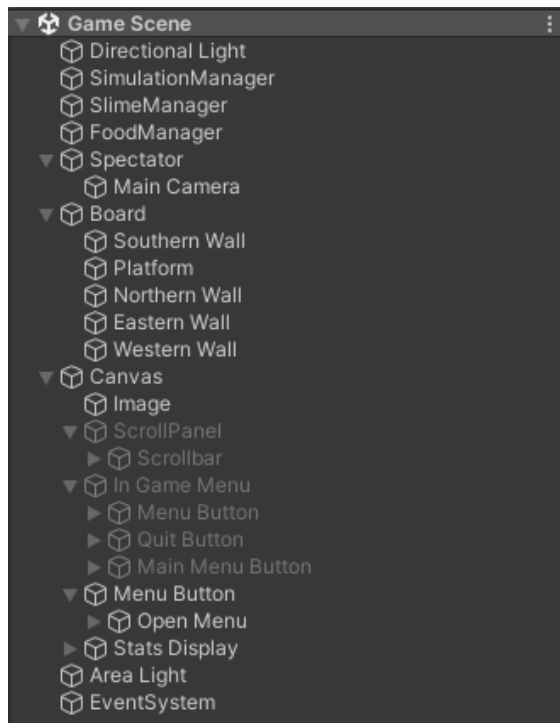 Game Scene
Directional Light
SimulationManager
SlimeManager
FoodManager
Spectator
Main Camera
Board
Southern Wall
Platform
Northern Wall
Eastern Wall
Western Wall
Canvas
Image
ScrollPanel
Scrollbar
In Game Menu
Menu Button
Quit Button
Main Menu Button
Menu Button
Open Menu
Stats Display
Area Light
EventSystem